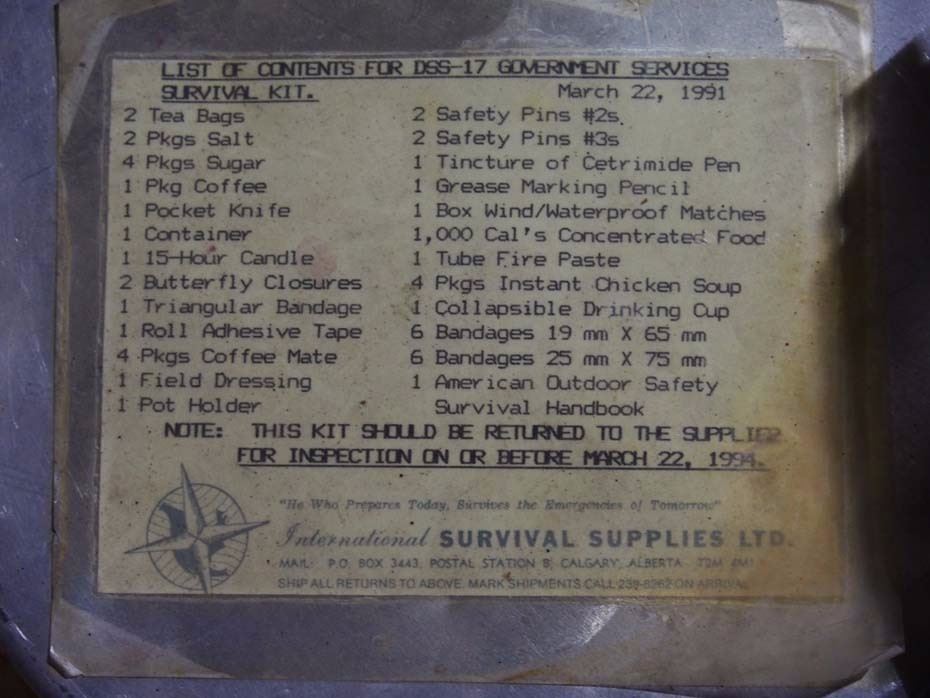 LIST OF CONTENTS FOR DSS-17 GOVERNMENT SERVICES
SURVIVAL KIT. March 22, 1991
2 Tea Bags 2 Safety Pins #2s.
2 Pkgs Salt 2 Safety Pins #3s
4 Pkgs Sugar 1 Tincture of Cetrimide Pen
1 Pkg Coffee 1 Grease Marking Pencil
1 Pocket Knife 1 Box Wind/Waterproof Matches
1 Container 1,000 Cal's Concentrated Food
1 15-Hour Candle 1 Tube Fire Paste
2 Butterfly Closures 4 Pkgs Instant Chicken Soup
1 Triangular Bandage 1 Collapsible Drinking Cup
1 Roll Adhesive Tape 6 Bandages 19 mm X 65 mm
4 Pkgs Coffee Mate 6 Bandages 25 mm X 75 mm
1 Field Dressing 1 American Outdoor Safety
1 Pot Holder Survival Handbook
NOTE: THIS KIT SHOULD BE RETURNED TO THE SUPPLIER
FOR INSPECTION ON OR BEFORE MARCH 22, 1994.
"He Who Prepares Today, Survives the Emergencies of Tomorrow"
International SURVIVAL SUPPLIES LTD.
MAIL: P.O. BOX 3443, POSTAL STATION B, CALGARY, ALBERTA
SHIP ALL RETURNS TO ABOVE. MARK SHIPMENTS CALL 239-8262 ON ARRIVAL